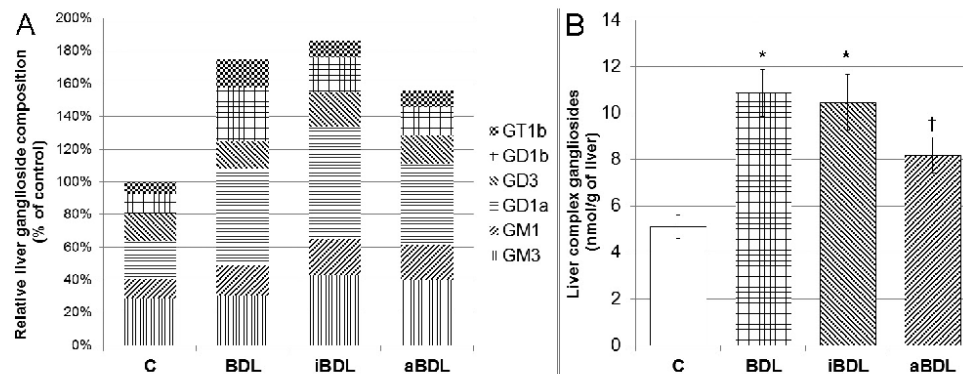 A
Relative liver ganglioside composition
(% of control)
200%
180%
160%
140%
120%
100%
80%
60%
40%
20%
0%
C BDL iBDL aBDL
GT1b
GD1b
GD3
GD1a
GM1
GM3
B
Liver complex gangliosides
(nmol/g of liver)
14
12
10
8
6
4
2
0
* * †
C BDL iBDL aBDL